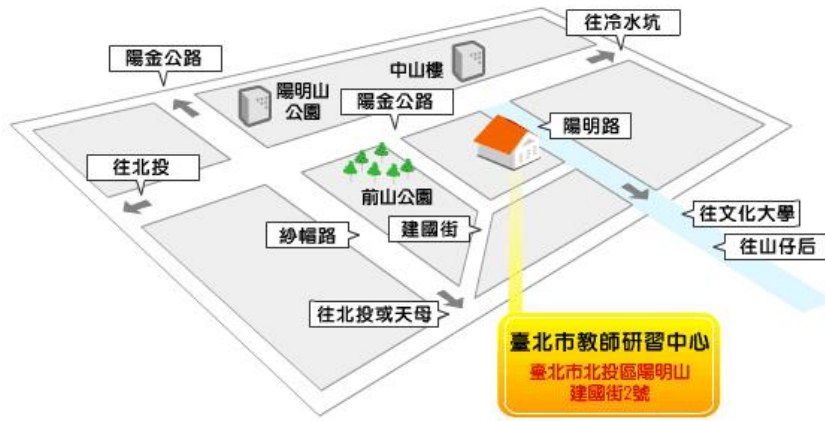 往冷水坑
陽金公路
中山樓
陽明山
公園
陽金公路
陽明路
往北投
前山公園
紗帽路
建國街
往文化大學
往山仔后
往北投或天母
臺北市教師研習中心
臺北市北投區陽明山
建國街2號